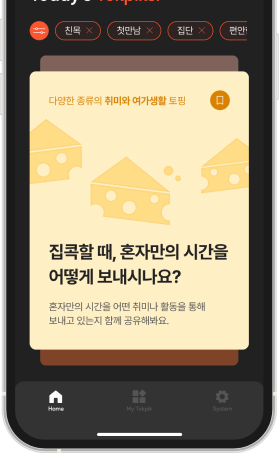 Today's Tokpick!
친목 ×
첫만남 ×
집단 ×
편안
다양한 종류의 취미와 여가생활 토핑
집콕할 때, 혼자만의 시간을
어떻게 보내시나요?
혼자만의 시간을 어떤 취미나 활동을 통해
보내고 있는지 함께 공유해봐요.
Home
My Tokpik
System